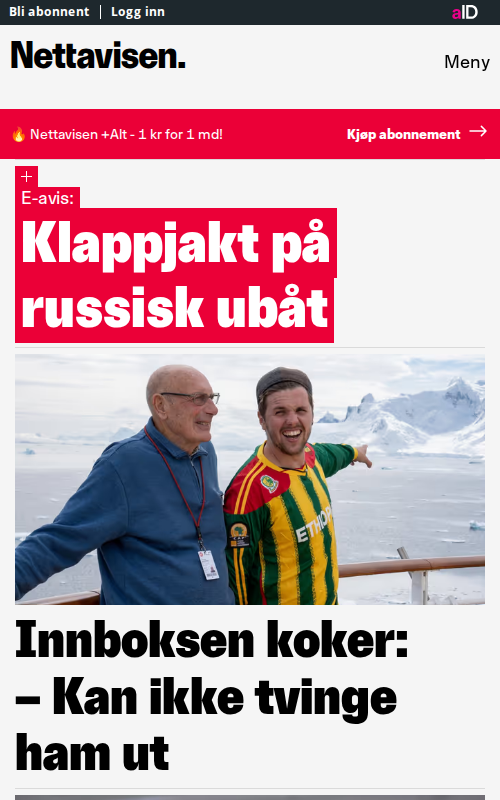 Bli abonnent | Logg inn
aID
Nettavisen.
Meny
🔥 Nettavisen +Alt - 1 kr for 1 md!
Kjøp abonnement →
+
E-avis:
Klappjakt på
russisk ubåt
ETHIOP
Innboksen koker:
– Kan ikke tvinge
ham ut